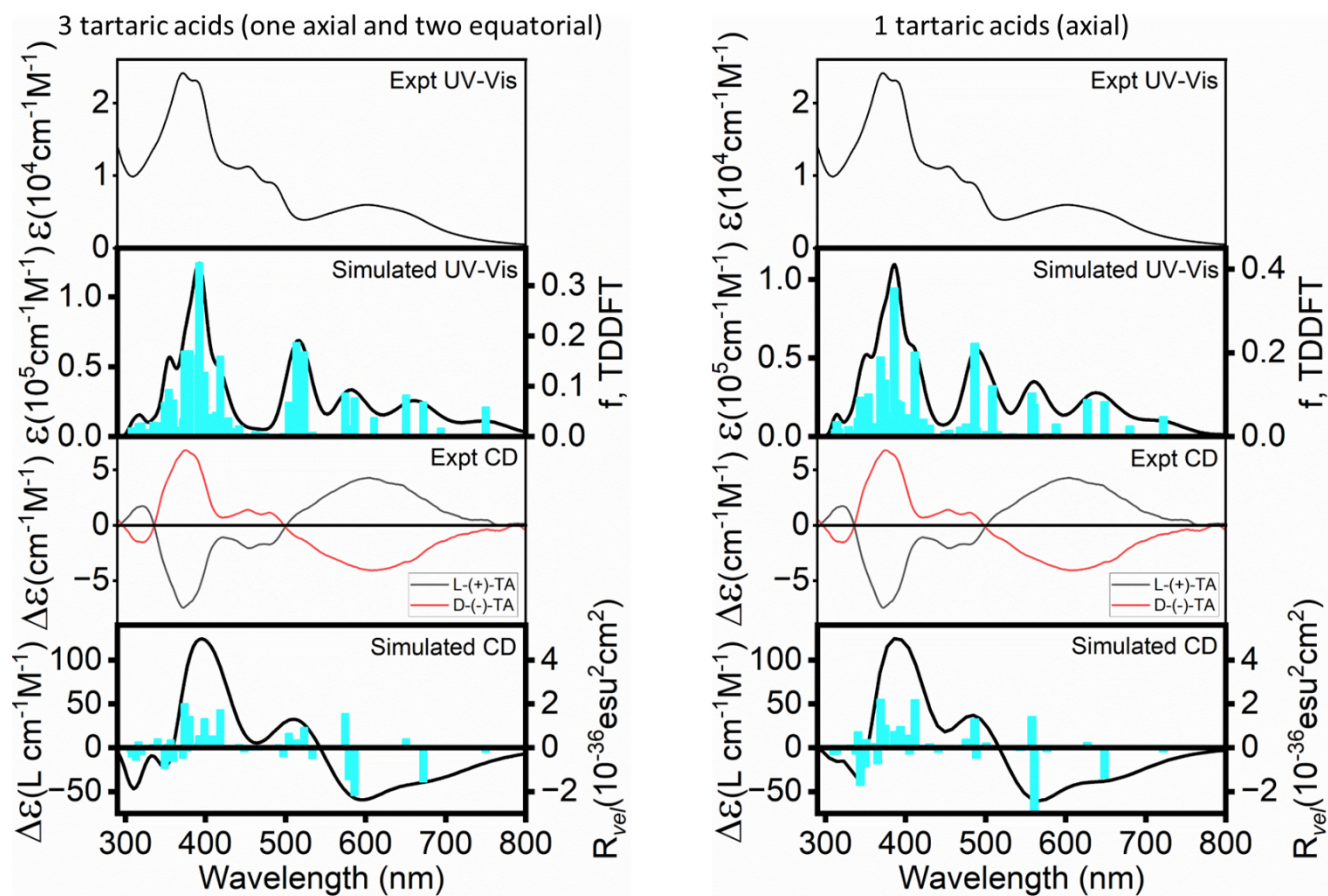 3 tartaric acids (one axial and two equatorial)
Expt UV-Vis
ε(10⁴cm⁻¹M⁻¹)
2
1
0
Simulated UV-Vis
ε(10⁵cm⁻¹M⁻¹)
1.0
0.5
0.0
0.3
0.2
0.1
0.0
f, TDDFT
Expt CD
Δε(cm⁻¹M⁻¹)
5
0
−5
L-(+)-TA
D-(-)-TA
Simulated CD
Δε(L cm⁻¹M⁻¹)
100
50
0
−50
4
2
0
−2
R_vel(10⁻³⁶esu²cm²)
300 400 500 600 700 800
Wavelength (nm)
1 tartaric acids (axial)
Expt UV-Vis
ε(10⁴cm⁻¹M⁻¹)
2
1
0
Simulated UV-Vis
ε(10⁵cm⁻¹M⁻¹)
1.0
0.5
0.0
0.4
0.2
0.0
f, TDDFT
Expt CD
Δε(cm⁻¹M⁻¹)
5
0
−5
L-(+)-TA
D-(-)-TA
Simulated CD
Δε(L cm⁻¹M⁻¹)
100
50
0
−50
4
2
0
−2
R_vel(10⁻³⁶esu²cm²)
300 400 500 600 700 800
Wavelength (nm)